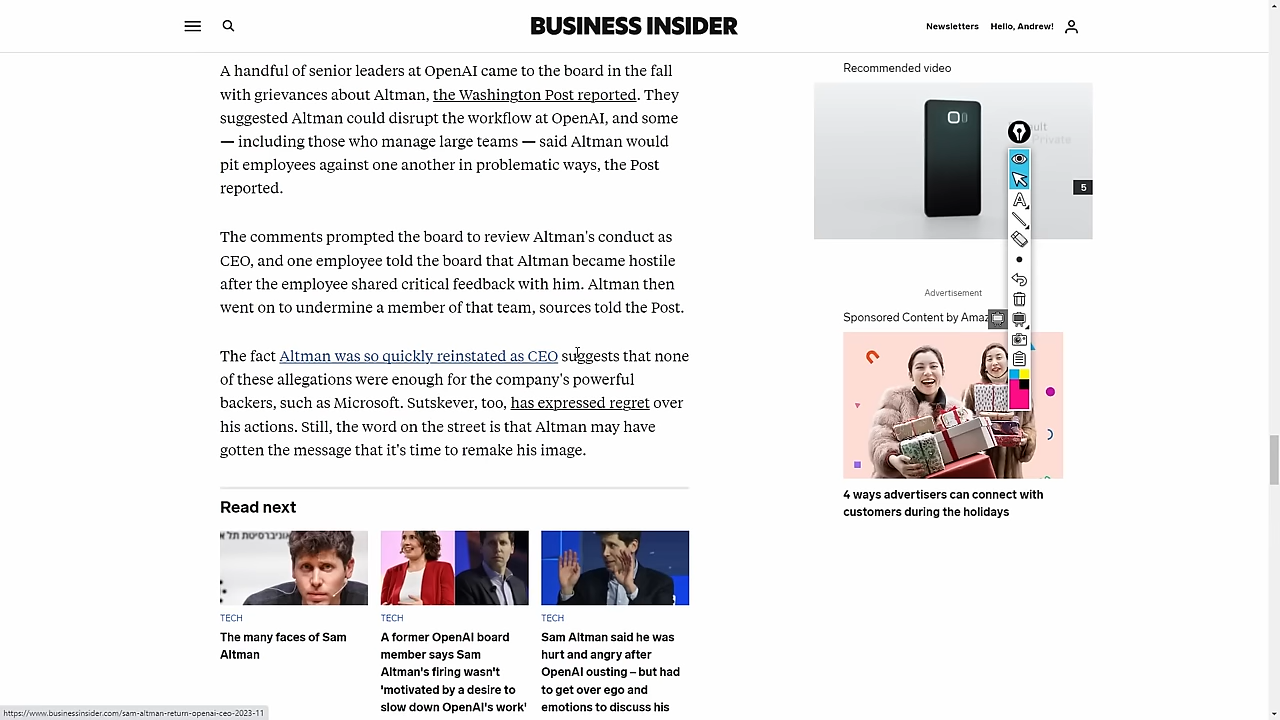 BUSINESS INSIDER
Newsletters
Hello, Andrew!
A handful of senior leaders at OpenAI came to the board in the fall
with grievances about Altman, the Washington Post reported. They
suggested Altman could disrupt the workflow at OpenAI, and some
— including those who manage large teams — said Altman would
pit employees against one another in problematic ways, the Post
reported.
The comments prompted the board to review Altman's conduct as
CEO, and one employee told the board that Altman became hostile
after the employee shared critical feedback with him. Altman then
went on to undermine a member of that team, sources told the Post.
The fact Altman was so quickly reinstated as CEO suggests that none
of these allegations were enough for the company's powerful
backers, such as Microsoft. Sutskever, too, has expressed regret over
his actions. Still, the word on the street is that Altman may have
gotten the message that it's time to remake his image.
Read next
TECH
The many faces of Sam
Altman
TECH
A former OpenAI board
member says Sam
Altman's firing wasn't
'motivated by a desire to
slow down OpenAI's work'
TECH
Sam Altman said he was
hurt and angry after
OpenAI ousting – but had
to get over ego and
emotions to discuss his
Recommended video
Private
5
Advertisement
Sponsored Content by
4 ways advertisers can connect with
customers during the holidays
https://www.businessinsider.com/sam-altman-return-openai-ceo-2023-11